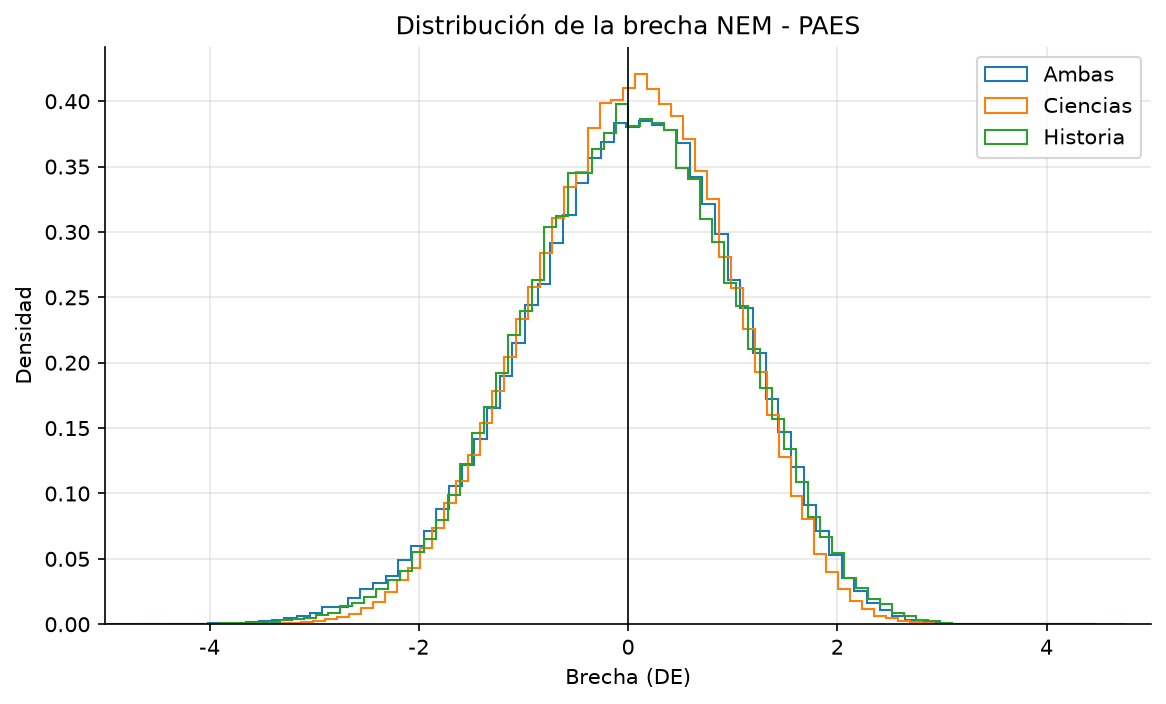 Distribución de la brecha NEM - PAES
Ambas
Ciencias
Historia
Densidad
0.40
0.35
0.30
0.25
0.20
0.15
0.10
0.05
0.00
-4
-2
0
2
4
Brecha (DE)